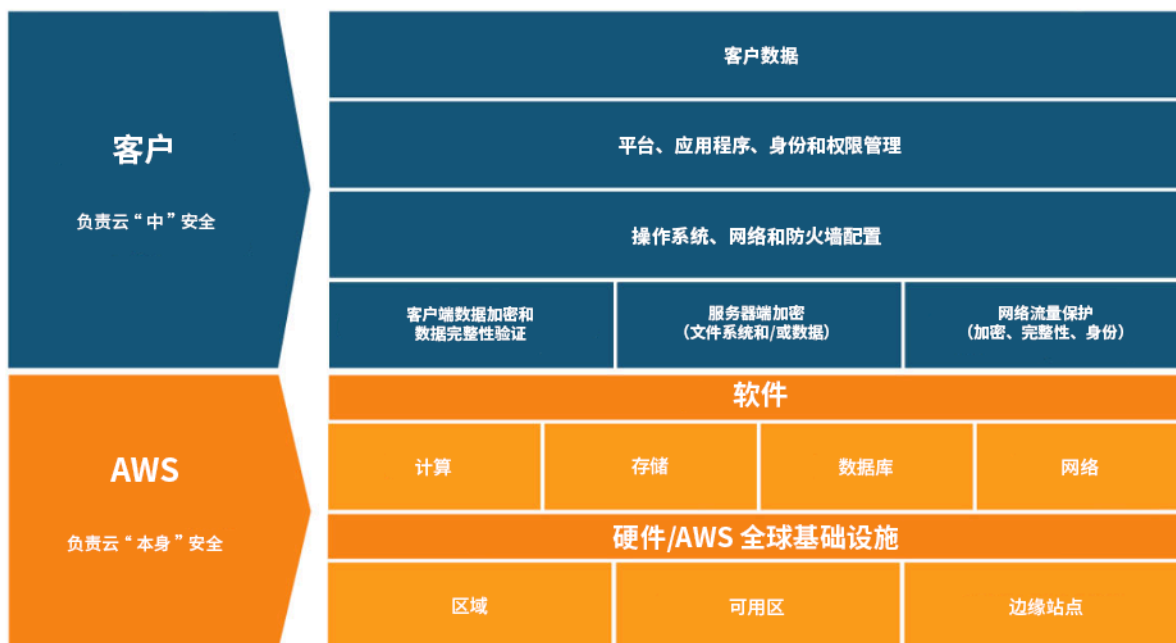 客户
负责云“中”安全
客户数据
平台、应用程序、身份和权限管理
操作系统、网络和防火墙配置
客户端数据加密和
数据完整性验证
服务器端加密
（文件系统和/或数据）
网络流量保护
（加密、完整性、身份）
AWS
负责云“本身”安全
软件
计算
存储
数据库
网络
硬件/AWS 全球基础设施
区域
可用区
边缘站点